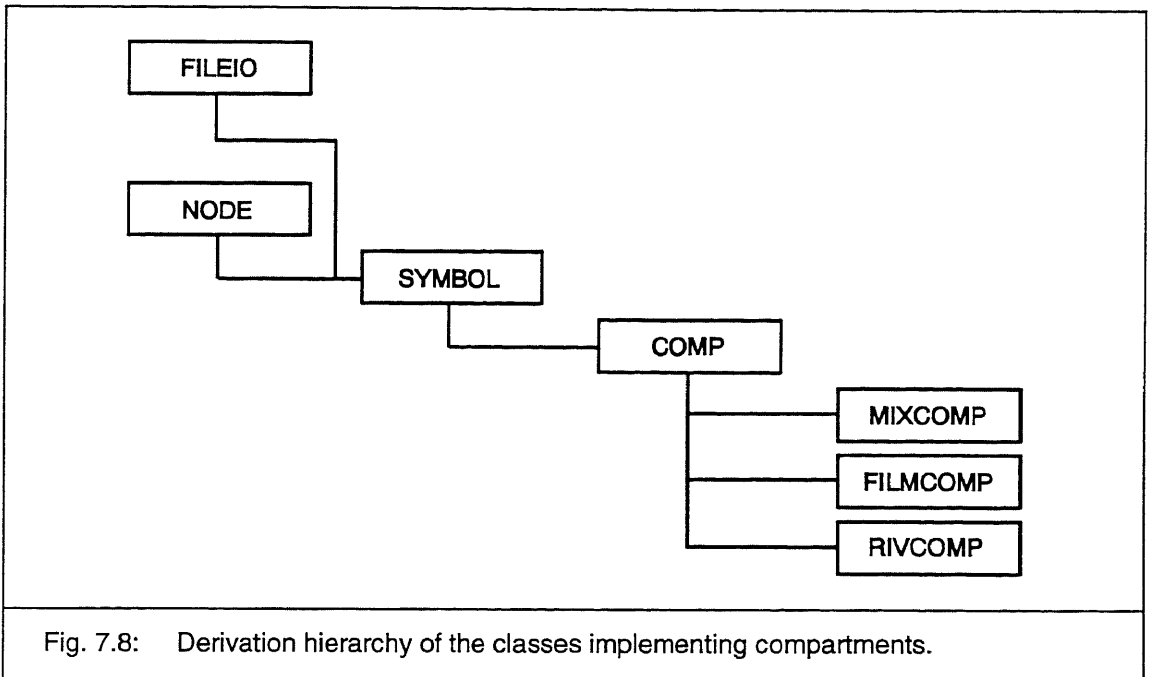 FILEIO
NODE
SYMBOL
COMP
MIXCOMP
FILMCOMP
RIVCOMP
Fig. 7.8: Derivation hierarchy of the classes implementing compartments.